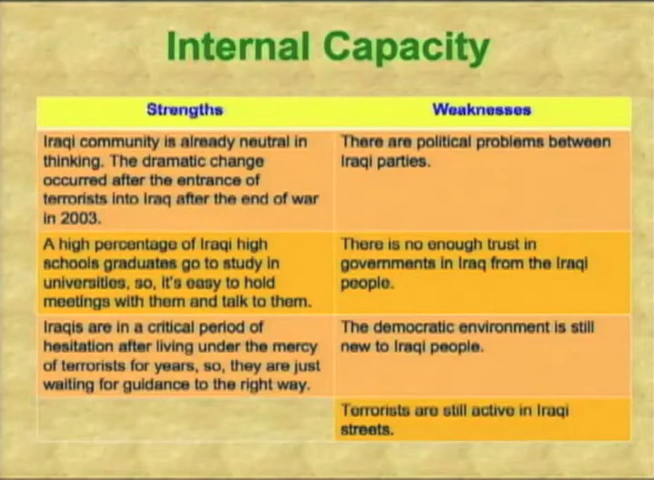 Internal Capacity
Strengths
Weaknesses
Iraqi community is already neutral in
thinking. The dramatic change
occurred after the entrance of
terrorists into Iraq after the end of war
in 2003.
There are political problems between
Iraqi parties.
A high percentage of Iraqi high
schools graduates go to study in
universities, so, it's easy to hold
meetings with them and talk to them.
There is no enough trust in
governments in Iraq from the Iraqi
people.
Iraqis are in a critical period of
hesitation after living under the mercy
of terrorists for years, so, they are just
waiting for guidance to the right way.
The democratic environment is still
new to Iraqi people.
Terrorists are still active in Iraqi
streets.